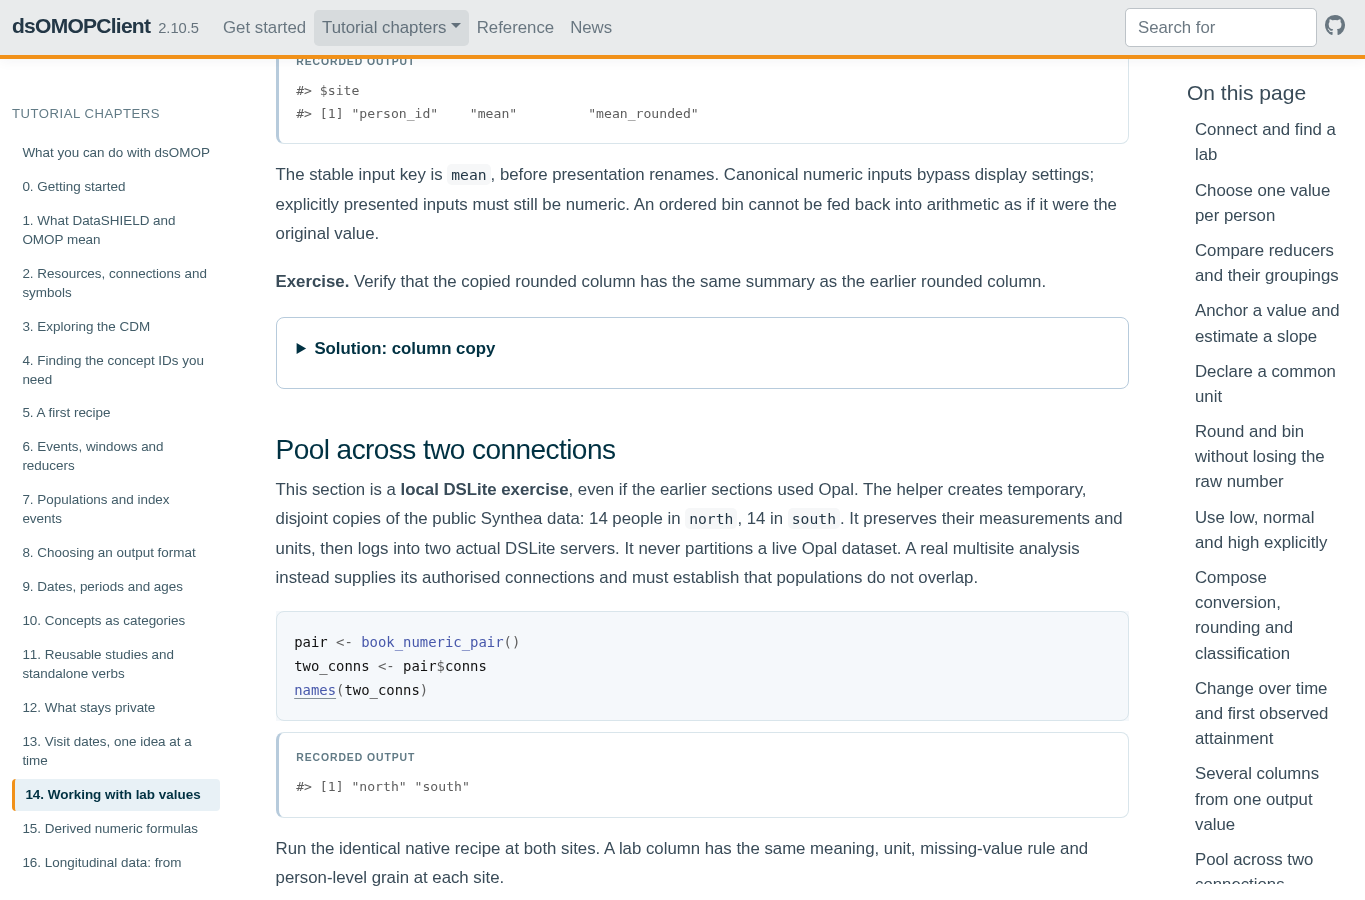 dsOMOPClient 2.10.5 Get started Tutorial chapters Reference News Search for
TUTORIAL CHAPTERS
What you can do with dsOMOP
0. Getting started
1. What DataSHIELD and
OMOP mean
2. Resources, connections and
symbols
3. Exploring the CDM
4. Finding the concept IDs you
need
5. A first recipe
6. Events, windows and
reducers
7. Populations and index
events
8. Choosing an output format
9. Dates, periods and ages
10. Concepts as categories
11. Reusable studies and
standalone verbs
12. What stays private
13. Visit dates, one idea at a
time
14. Working with lab values
15. Derived numeric formulas
16. Longitudinal data: from
RECORDED OUTPUT
#> $site
#> [1] "person_id"    "mean"         "mean_rounded"
The stable input key is mean, before presentation renames. Canonical numeric inputs bypass display settings;
explicitly presented inputs must still be numeric. An ordered bin cannot be fed back into arithmetic as if it were the
original value.
Exercise. Verify that the copied rounded column has the same summary as the earlier rounded column.
Solution: column copy
Pool across two connections
This section is a local DSLite exercise, even if the earlier sections used Opal. The helper creates temporary,
disjoint copies of the public Synthea data: 14 people in north, 14 in south. It preserves their measurements and
units, then logs into two actual DSLite servers. It never partitions a live Opal dataset. A real multisite analysis
instead supplies its authorised connections and must establish that populations do not overlap.
pair <- book_numeric_pair()
two_conns <- pair$conns
names(two_conns)
RECORDED OUTPUT
#> [1] "north" "south"
Run the identical native recipe at both sites. A lab column has the same meaning, unit, missing-value rule and
person-level grain at each site.
On this page
Connect and find a
lab
Choose one value
per person
Compare reducers
and their groupings
Anchor a value and
estimate a slope
Declare a common
unit
Round and bin
without losing the
raw number
Use low, normal
and high explicitly
Compose
conversion,
rounding and
classification
Change over time
and first observed
attainment
Several columns
from one output
value
Pool across two
connections